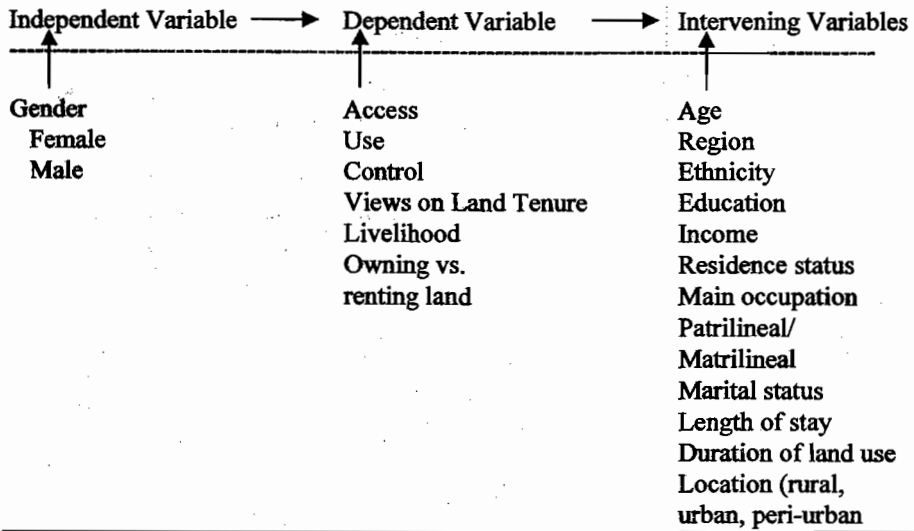 Independent Variable Dependent Variable Intervening Variables
Gender
Female
Male
Access
Use
Control
Views on Land Tenure
Livelihood
Owning vs.
renting land
Age
Region
Ethnicity
Education
Income
Residence status
Main occupation
Patrilineal/
Matrilineal
Marital status
Length of stay
Duration of land use
Location (rural,
urban, peri-urban